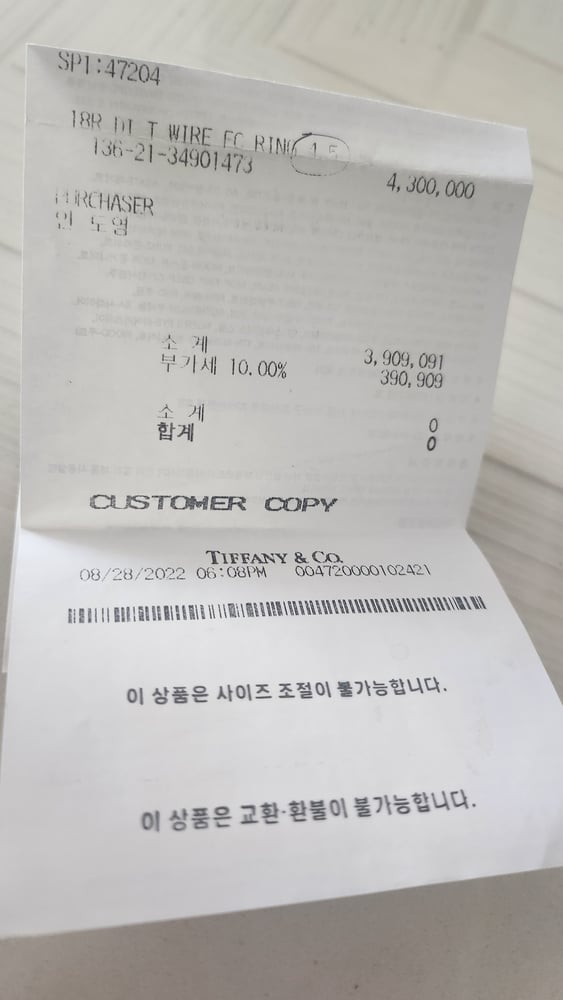 SP1:47204
18R DI T WIRE FC RING 4.5
136-21-34901473
4,300,000
PURCHASER
인 도영
소 계 3,909,091
부가세 10.00% 390,909
소 계 0
합계 0
CUSTOMER COPY
TIFFANY & CO.
08/28/2022 06:08PM 004720000102421
이 상품은 사이즈 조절이 불가능합니다.
이 상품은 교환·환불이 불가능합니다.